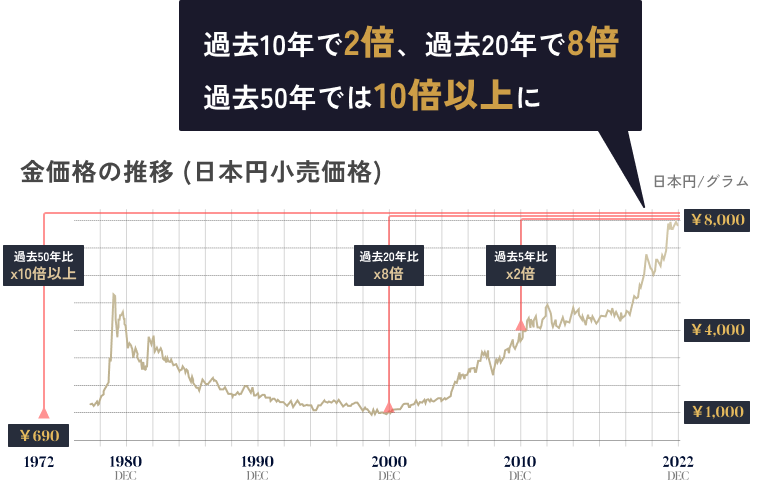 過去10年で2倍、過去20年で8倍
過去50年では10倍以上に
金価格の推移 (日本円小売価格)
日本円/グラム
¥8,000
過去50年比
x10倍以上
過去20年比
x8倍
過去5年比
x2倍
¥4,000
¥1,000
¥690
1972
1980
DEC
1990
DEC
2000
DEC
2010
DEC
2022
DEC